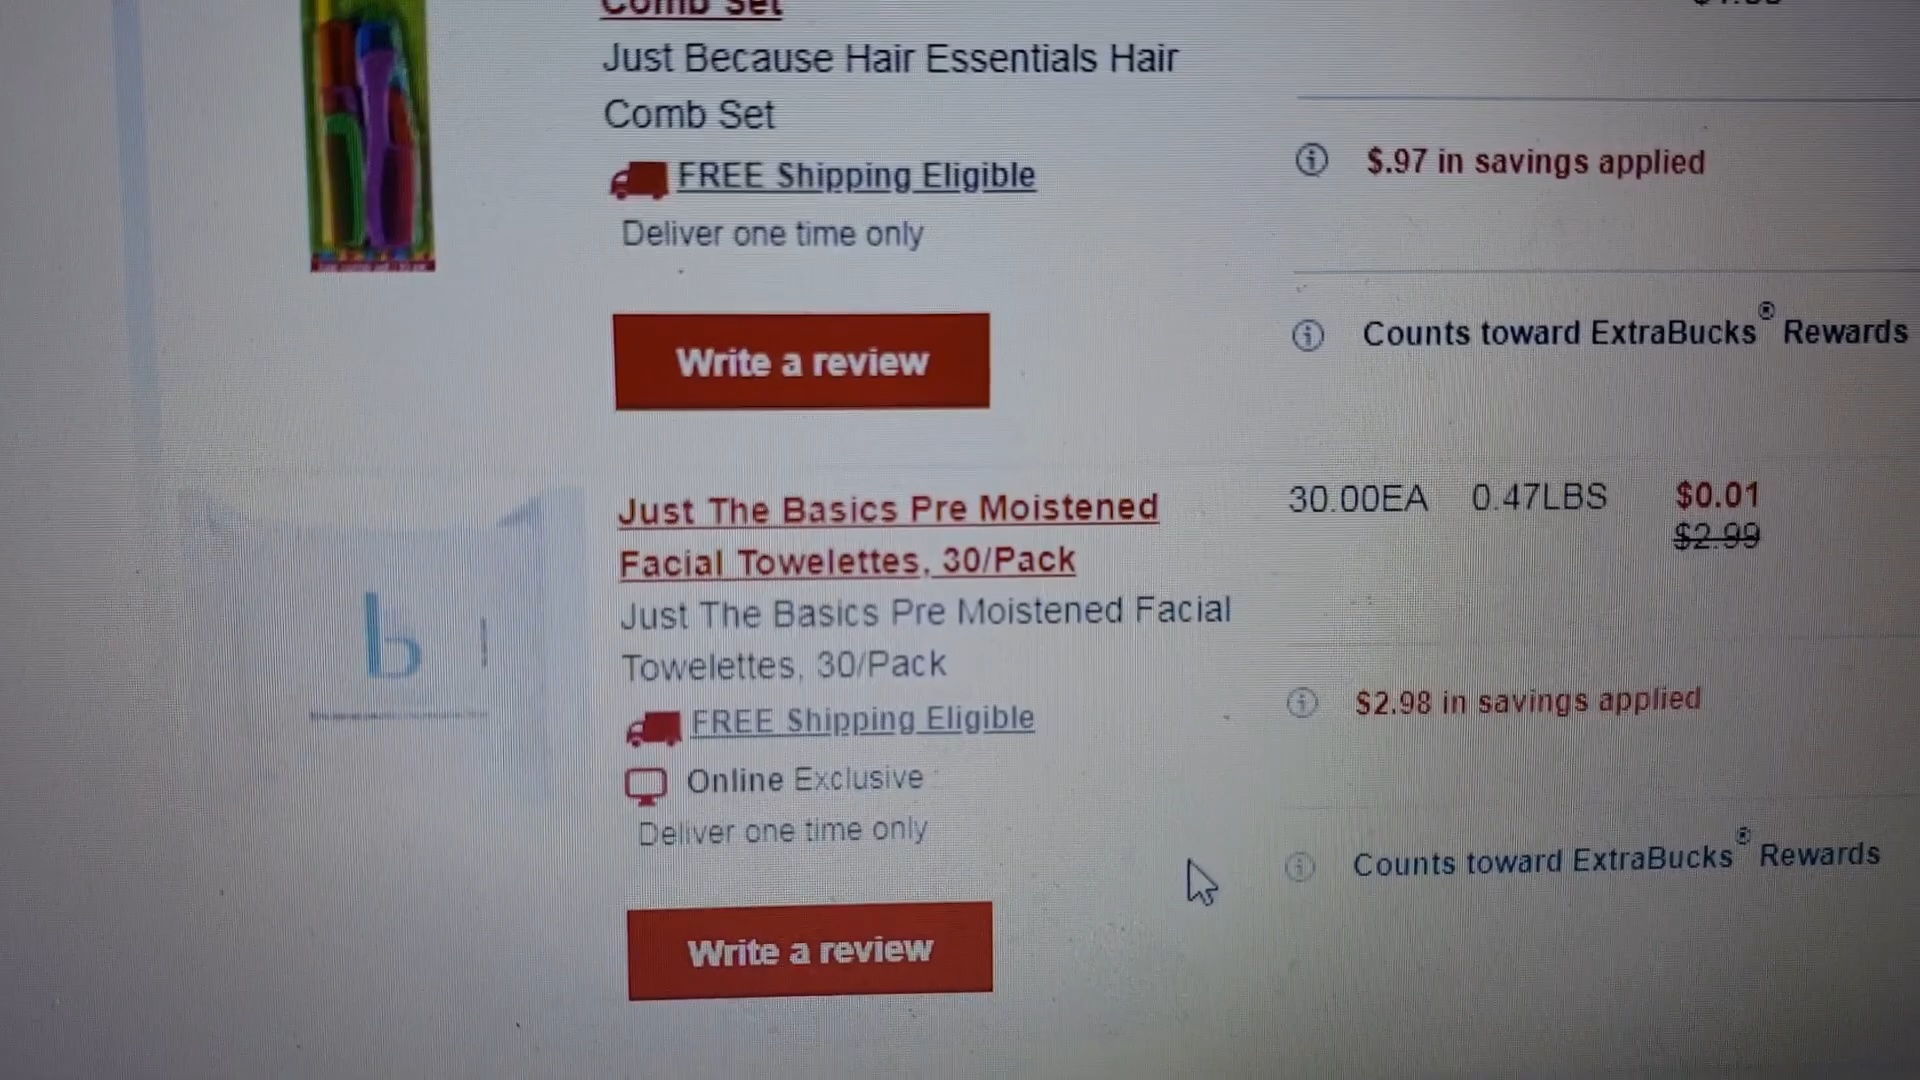 Comb Set
Just Because Hair Essentials Hair
Comb Set
FREE Shipping Eligible
Deliver one time only
Write a review
$.97 in savings applied
Counts toward ExtraBucks® Rewards
Just The Basics Pre Moistened
Facial Towelettes, 30/Pack
Just The Basics Pre Moistened Facial
Towelettes, 30/Pack
FREE Shipping Eligible
Online Exclusive
Deliver one time only
Write a review
30.00EA 0.47LBS $0.01
$2.99
$2.98 in savings applied
Counts toward ExtraBucks® Rewards
b